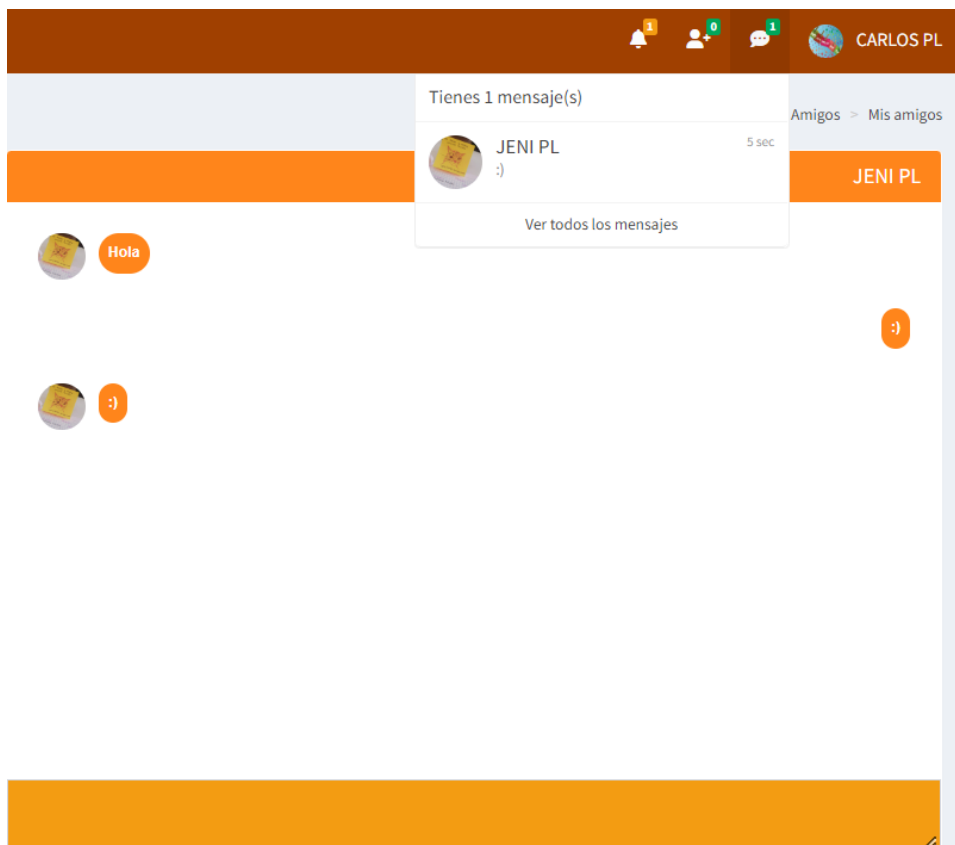 1 0 1 CARLOS PL
Tienes 1 mensaje(s)
Amigos > Mis amigos
JENI PL 5 sec
:)
JENI PL
Ver todos los mensajes
Hola
:)
:)